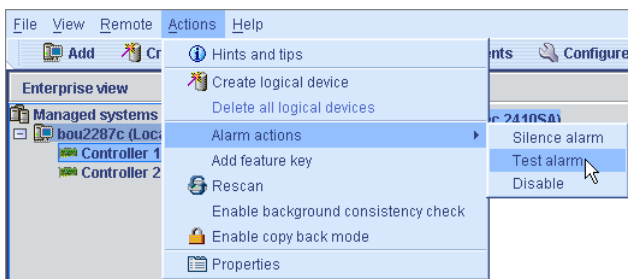 File View Remote Actions Help
Add Cr nts Configure
Enterprise view
Managed systems
bou2287c (Loca
Controller 1
Controller 2
Hints and tips
Create logical device
Delete all logical devices
Alarm actions
Add feature key
Rescan
Enable background consistency check
Enable copy back mode
Properties
c 2410SA)
Silence alarm
Test alarm
Disable